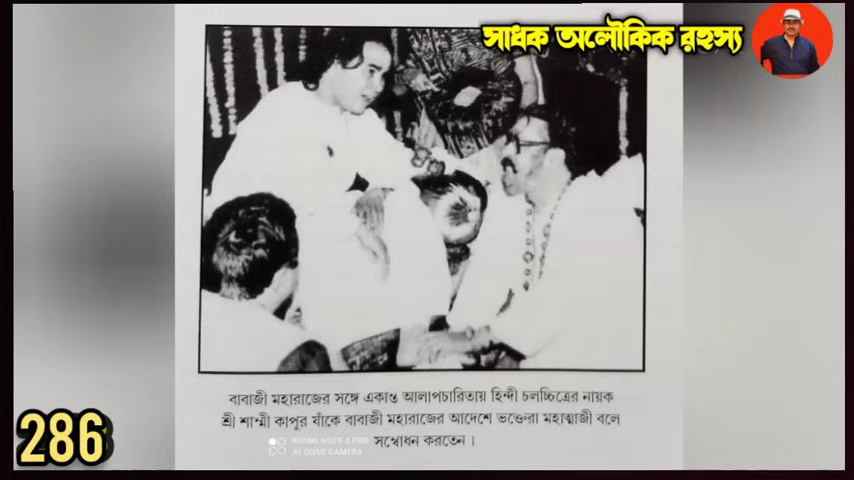 সাধক অলৌকিক রহস্য
বাবাজী মহারাজের সঙ্গে একান্ত আলাপচারিতায় হিন্দী চলচ্চিত্রের নায়ক
শ্রী শাম্মী কাপুর যাঁকে বাবাজী মহারাজের আদেশে ভক্তেরা মহাত্মাজী বলে
সম্বোধন করতেন।
REDMI NOTE 8 PRO
AI QUAD CAMERA
286